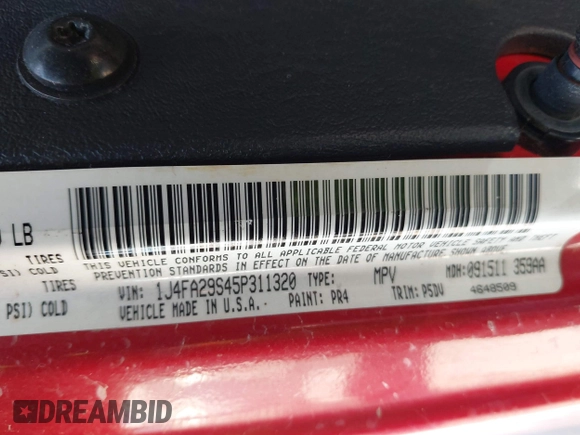 LB
THIS VEHICLE CONFORMS TO ALL APPLICABLE FEDERAL MOTOR VEHICLE SAFETY AND THEFT
PREVENTION STANDARDS IN EFFECT ON THE DATE OF MANUFACTURE SHOWN ABOVE.
TIRES
PSI) COLD
TIRES
PSI) COLD
VIN: 1J4FA29S45P311320 TYPE: MPV MDH:091511 359AA
VEHICLE MADE IN U.S.A. PAINT: PR4 TRIM: P5DV 4648509
DREAMBID